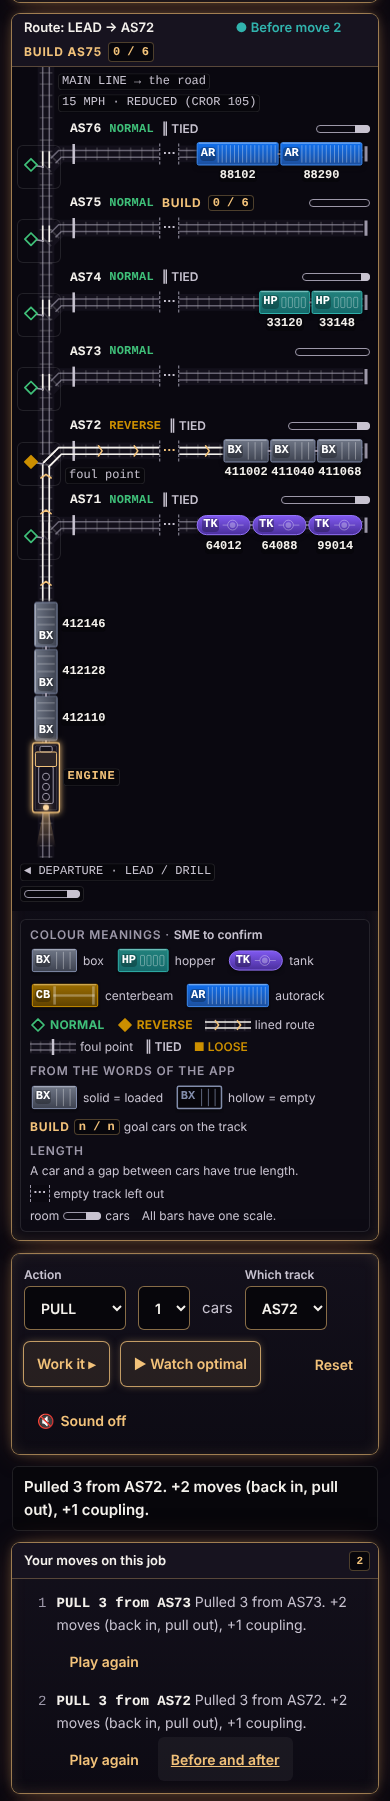 Route: LEAD → AS72
● Before move 2
BUILD AS75 0 / 6
MAIN LINE → the road
15 MPH · REDUCED (CROR 105)
AS76 NORMAL ‖ TIED
AR AR
88102 88290
AS75 NORMAL BUILD 0 / 6
AS74 NORMAL ‖ TIED
HP HP
33120 33148
AS73 NORMAL
AS72 REVERSE ‖ TIED
BX BX BX
411002 411040 411068
foul point
AS71 NORMAL ‖ TIED
TK TK TK
64012 64088 99014
BX 412146
BX 412128
BX 412110
ENGINE
◄ DEPARTURE · LEAD / DRILL
COLOUR MEANINGS · SME to confirm
BX box HP hopper TK tank
CB centerbeam AR autorack
NORMAL REVERSE lined route
foul point ‖ TIED LOOSE
FROM THE WORDS OF THE APP
BX solid = loaded BX hollow = empty
BUILD n / n goal cars on the track
LENGTH
A car and a gap between cars have true length.
··· empty track left out
room cars All bars have one scale.
Action
Which track
PULL 1 cars AS72
Work it ▸ ▶ Watch optimal Reset
🔇 Sound off
Pulled 3 from AS72. +2 moves (back in, pull
out), +1 coupling.
Your moves on this job 2
1 PULL 3 from AS73 Pulled 3 from AS73. +2
moves (back in, pull out), +1 coupling.
Play again
2 PULL 3 from AS72 Pulled 3 from AS72. +2
moves (back in, pull out), +1 coupling.
Play again Before and after